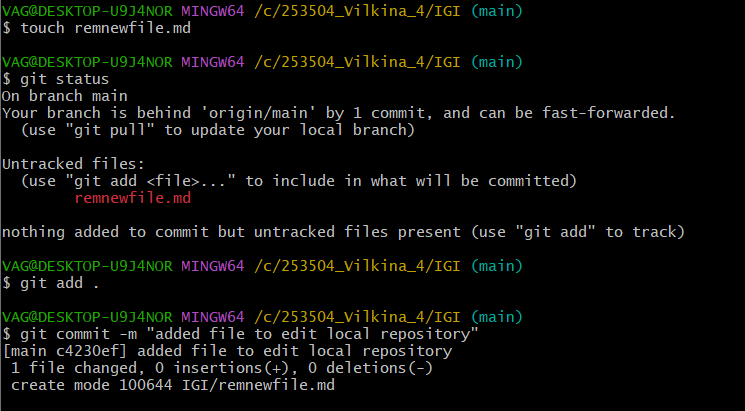 VAG@DESKTOP-U9J4NOR MINGW64 /c/253504_Vilkina_4/IGI (main)
$ touch remnewfile.md
VAG@DESKTOP-U9J4NOR MINGW64 /c/253504_Vilkina_4/IGI (main)
$ git status
On branch main
Your branch is behind 'origin/main' by 1 commit, and can be fast-forwarded.
  (use "git pull" to update your local branch)
Untracked files:
  (use "git add <file>..." to include in what will be committed)
        remnewfile.md
nothing added to commit but untracked files present (use "git add" to track)
VAG@DESKTOP-U9J4NOR MINGW64 /c/253504_Vilkina_4/IGI (main)
$ git add .
VAG@DESKTOP-U9J4NOR MINGW64 /c/253504_Vilkina_4/IGI (main)
$ git commit -m "added file to edit local repository"
[main c4230ef] added file to edit local repository
 1 file changed, 0 insertions(+), 0 deletions(-)
 create mode 100644 IGI/remnewfile.md